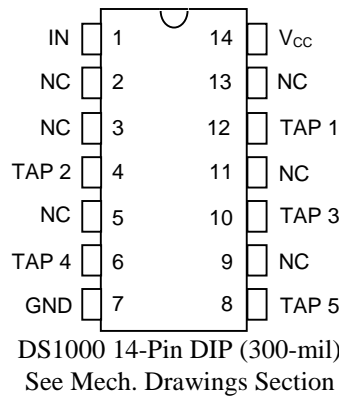 IN 1 14 VCC
NC 2 13 NC
NC 3 12 TAP 1
TAP 2 4 11 NC
NC 5 10 TAP 3
TAP 4 6 9 NC
GND 7 8 TAP 5
DS1000 14-Pin DIP (300-mil)
See Mech. Drawings Section